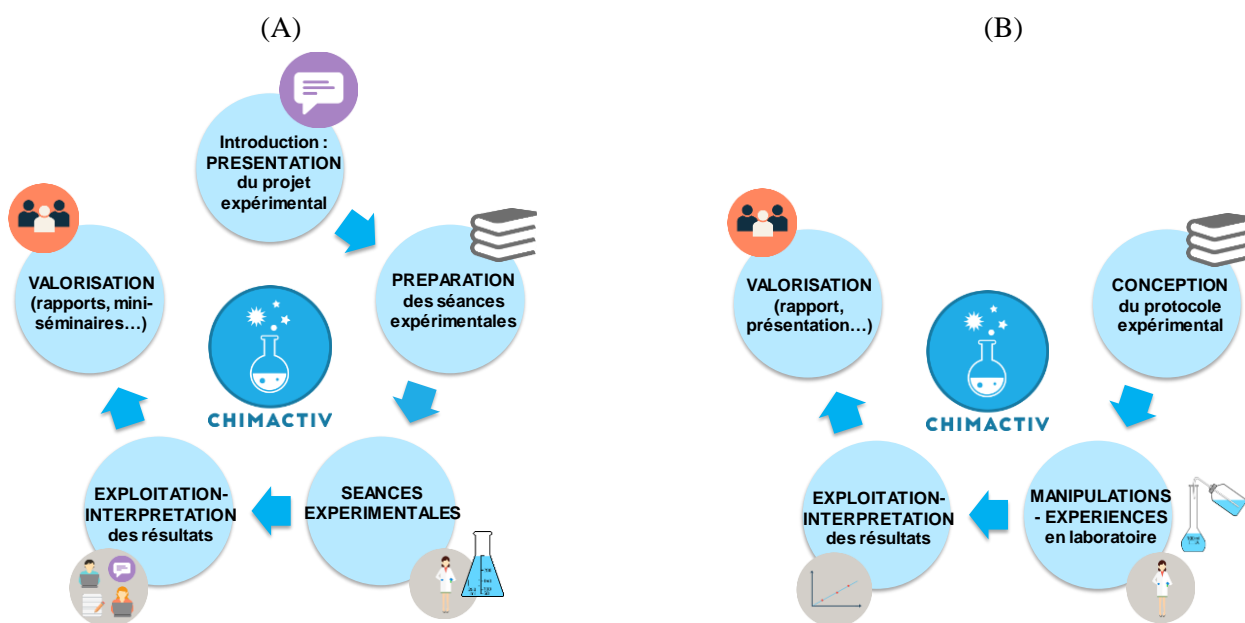 (A)
Introduction :
PRESENTATION
du projet
expérimental
PREPARATION
des séances
expérimentales
SEANCES
EXPERIMENTALES
EXPLOITATION-
INTERPRETATION
des résultats
VALORISATION
(rapports, mini-
séminaires…)
CHIMACTIV
(B)
CONCEPTION
du protocole
expérimental
MANIPULATIONS
- EXPERIENCES
en laboratoire
EXPLOITATION-
INTERPRETATION
des résultats
VALORISATION
(rapport,
présentation…)
CHIMACTIV